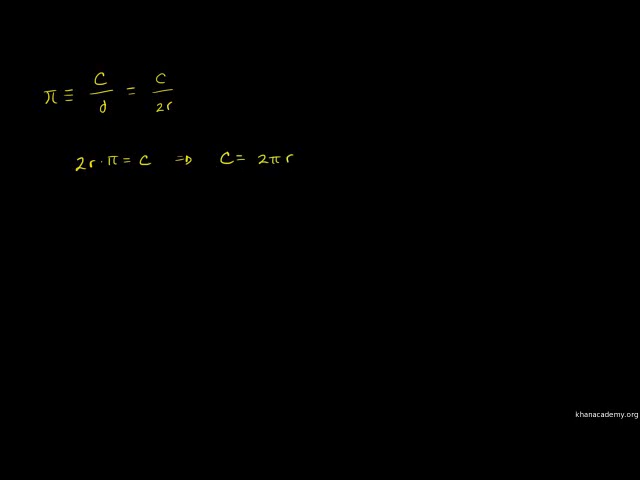 π ≡ C/d = C/2r
2r·π = C ⇒ C = 2πr
khanacademy.org